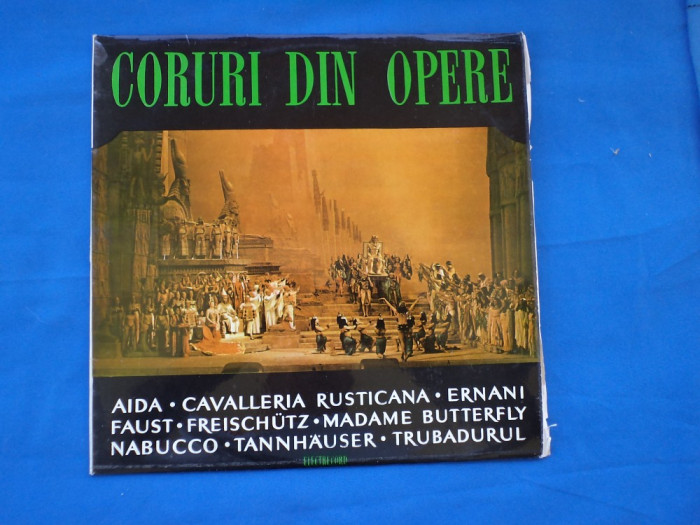 CORURI DIN OPERE
AIDA • CAVALLERIA RUSTICANA • ERNANI
FAUST • FREISCHÜTZ • MADAME BUTTERFLY
NABUCCO • TANNHÄUSER • TRUBADURUL
ELECTRECORD